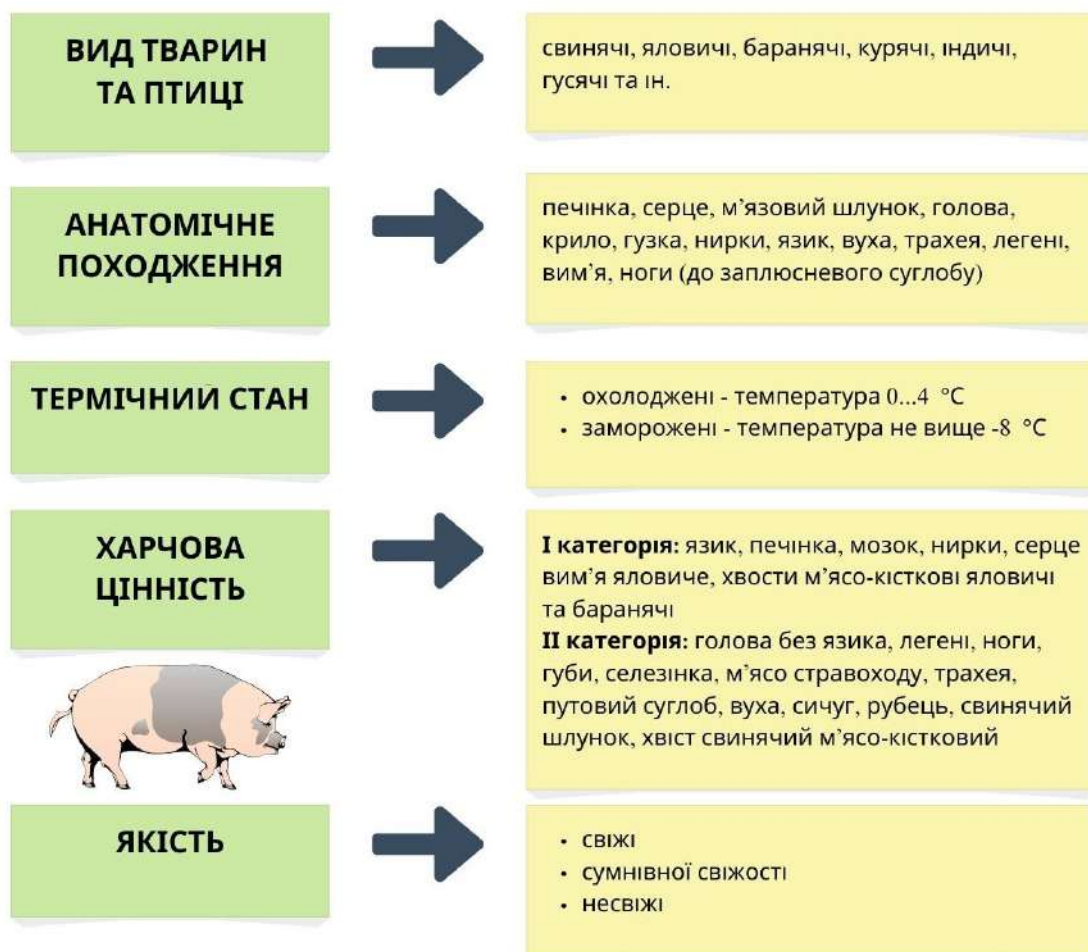 ВИД ТВАРИН
ТА ПТИЦІ
свинячі, яловичі, баранячі, курячі, індичі,
гусячі та ін.
АНАТОМІЧНЕ
ПОХОДЖЕННЯ
печінка, серце, м’язовий шлунок, голова,
крило, гузка, нирки, язик, вуха, трахея, легені,
вим’я, ноги (до заплюсневого суглобу)
ТЕРМІЧНИЙ СТАН
• охолоджені - температура 0...4 °С
• заморожені - температура не вище -8 °С
ХАРЧОВА
ЦІННІСТЬ
І категорія: язик, печінка, мозок, нирки, серце
вим’я яловиче, хвости м’ясо-кісткові яловичі
та баранячі
ІІ категорія: голова без язика, легені, ноги,
губи, селезінка, м’ясо стравоходу, трахея,
путовий суглоб, вуха, сичуг, рубець, свинячий
шлунок, хвіст свинячий м’ясо-кістковий
ЯКІСТЬ
• свіжі
• сумнівної свіжості
• несвіжі